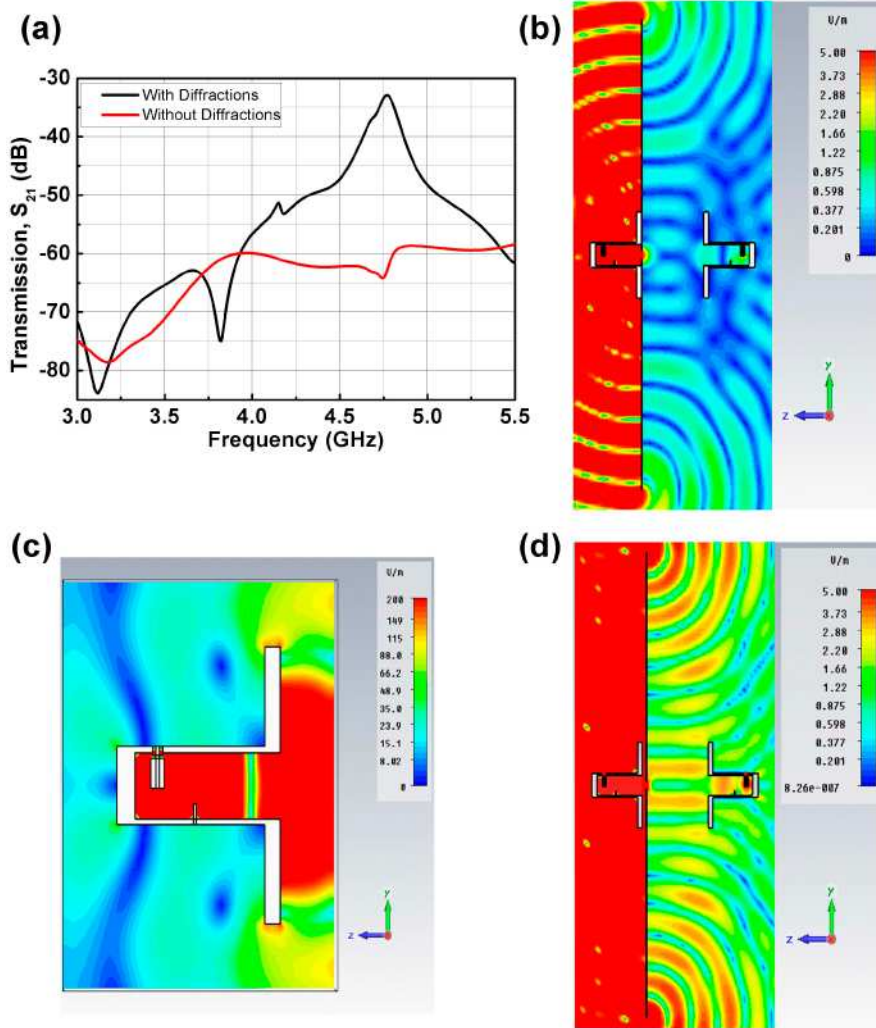 (a)
-30
-40
-50
-60
-70
-80
Transmission, S21 (dB)
With Diffractions
Without Diffractions
3.0 3.5 4.0 4.5 5.0 5.5
Frequency (GHz)
(b)
V/m
5.00
3.73
2.88
2.20
1.66
1.22
0.875
0.598
0.377
0.201
0
y
z
(c)
V/m
200
149
115
88.0
66.2
48.9
35.0
23.9
15.1
8.02
0
y
z
(d)
V/m
5.00
3.73
2.88
2.20
1.66
1.22
0.875
0.598
0.377
0.201
8.26e-007
y
z